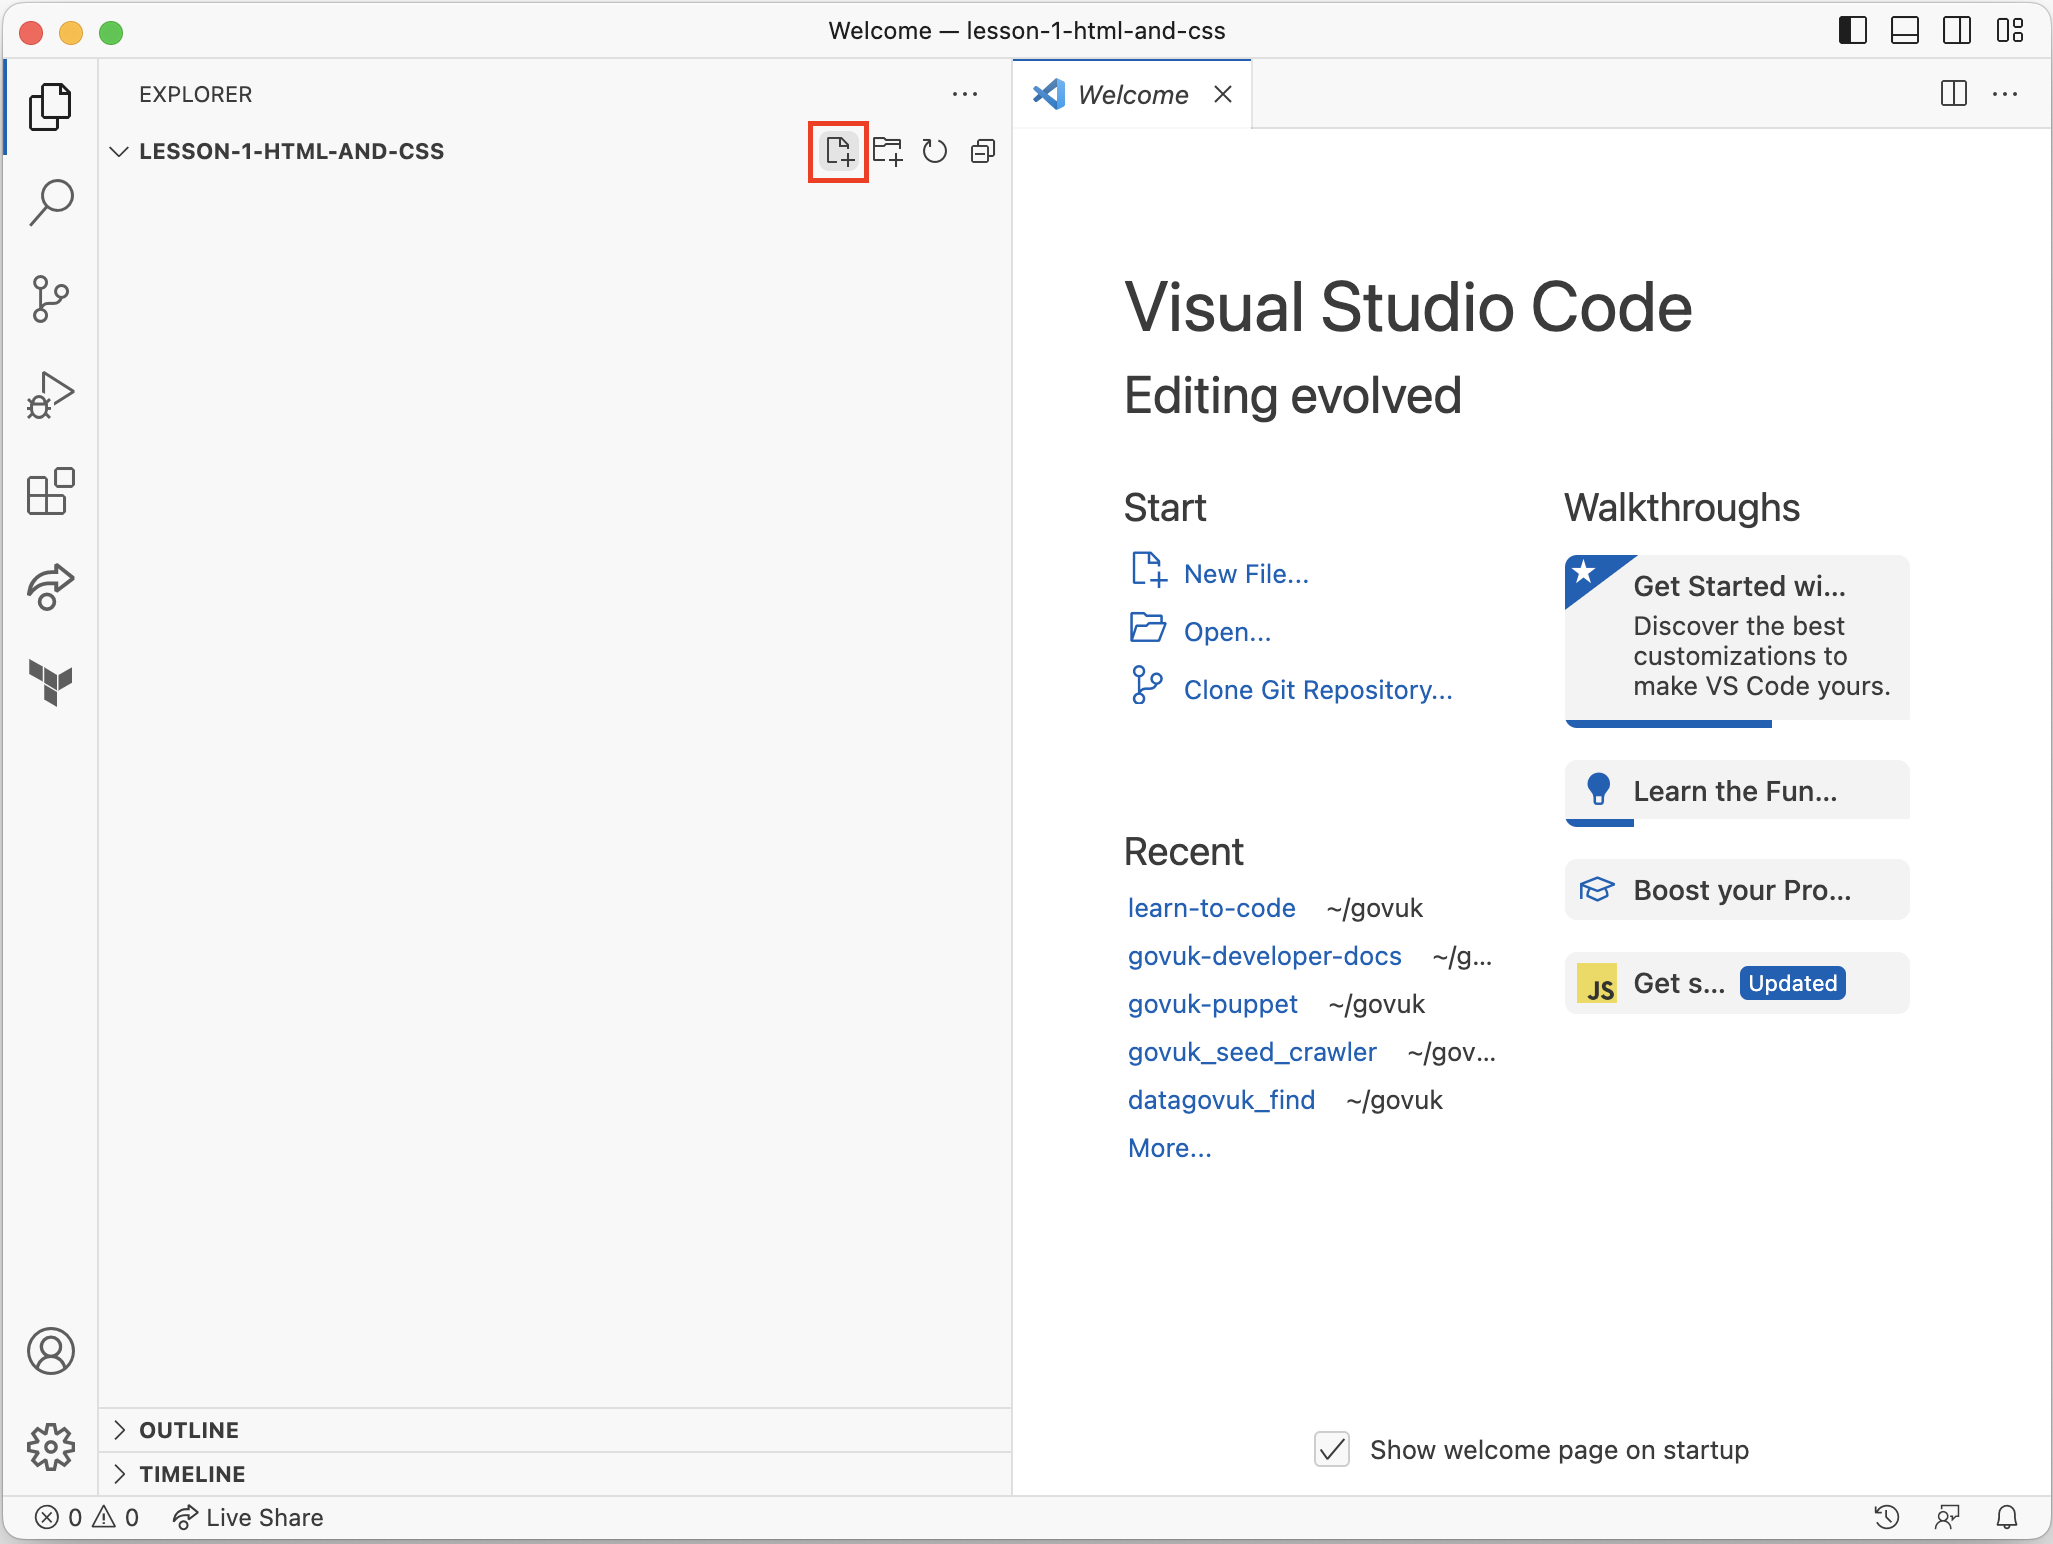 Welcome — lesson-1-html-and-css
EXPLORER
LESSON-1-HTML-AND-CSS
Welcome
Visual Studio Code
Editing evolved
Start
New File...
Open...
Clone Git Repository...
Recent
learn-to-code ~/govuk
govuk-developer-docs ~/g...
govuk-puppet ~/govuk
govuk_seed_crawler ~/gov...
datagovuk_find ~/govuk
More...
Walkthroughs
Get Started wi...
Discover the best
customizations to
make VS Code yours.
Learn the Fun...
Boost your Pro...
JS Get s... Updated
Show welcome page on startup
OUTLINE
TIMELINE
0 0 Live Share